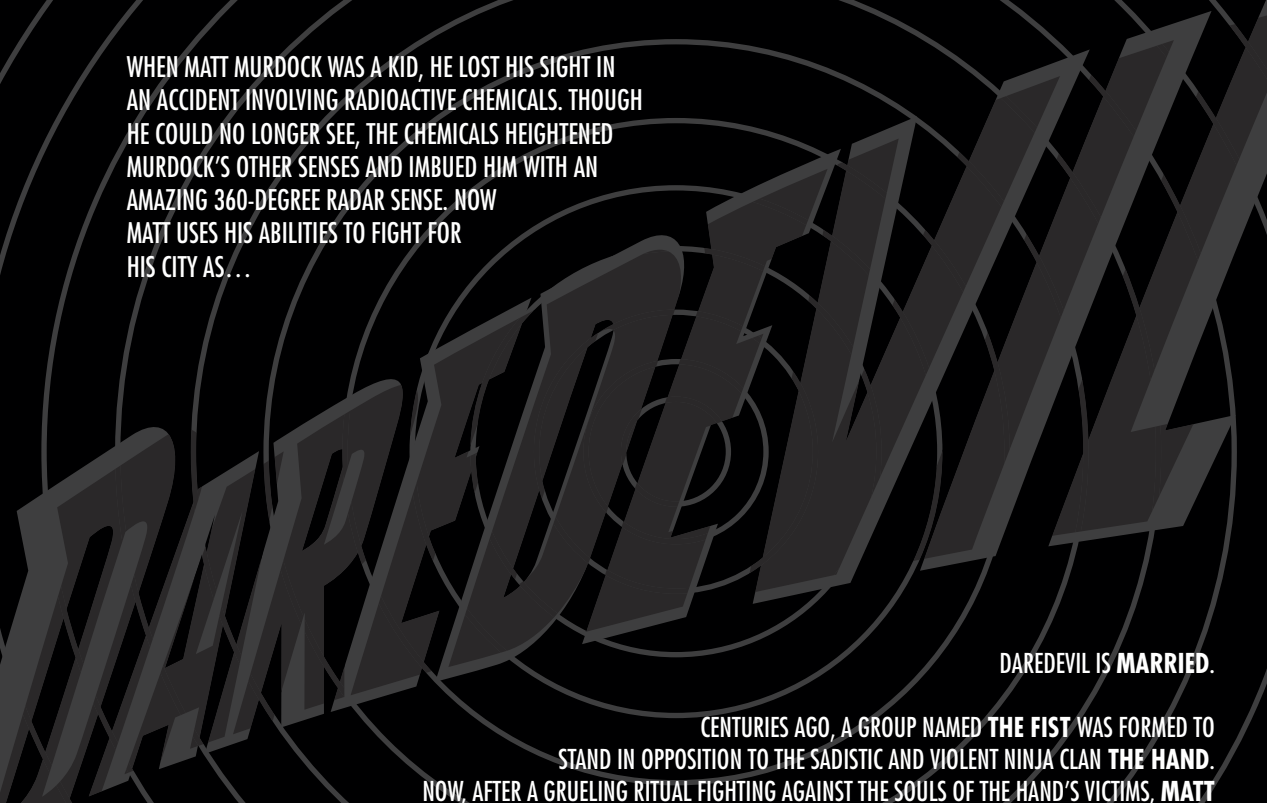 WHEN MATT MURDOCK WAS A KID, HE LOST HIS SIGHT IN
AN ACCIDENT INVOLVING RADIOACTIVE CHEMICALS. THOUGH
HE COULD NO LONGER SEE, THE CHEMICALS HEIGHTENED
MURDOCK'S OTHER SENSES AND IMBUED HIM WITH AN
AMAZING 360-DEGREE RADAR SENSE. NOW
MATT USES HIS ABILITIES TO FIGHT FOR
HIS CITY AS...
DAREDEVIL
DAREDEVIL IS MARRIED.
CENTURIES AGO, A GROUP NAMED THE FIST WAS FORMED TO
STAND IN OPPOSITION TO THE SADISTIC AND VIOLENT NINJA CLAN THE HAND.
NOW, AFTER A GRUELING RITUAL FIGHTING AGAINST THE SOULS OF THE HAND'S VICTIMS, MATT